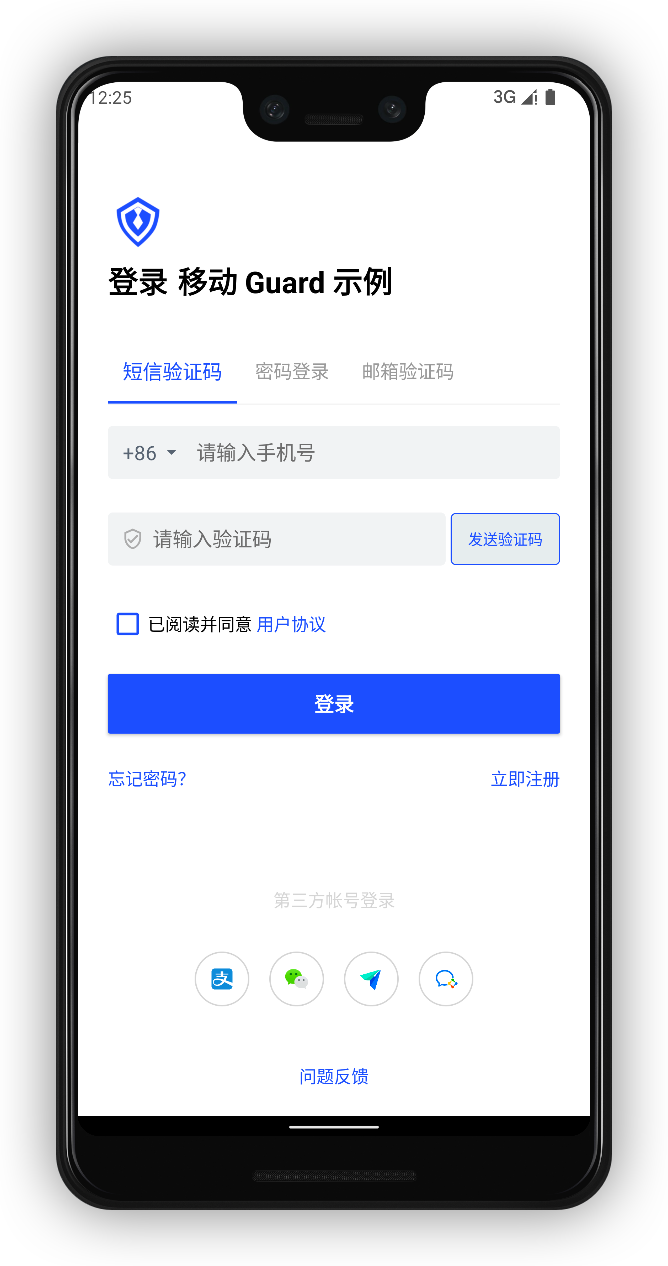 12:25
3G
登录 移动 Guard 示例
短信验证码 密码登录 邮箱验证码
+86 请输入手机号
请输入验证码 发送验证码
已阅读并同意 用户协议
登录
忘记密码? 立即注册
第三方帐号登录
支
问题反馈